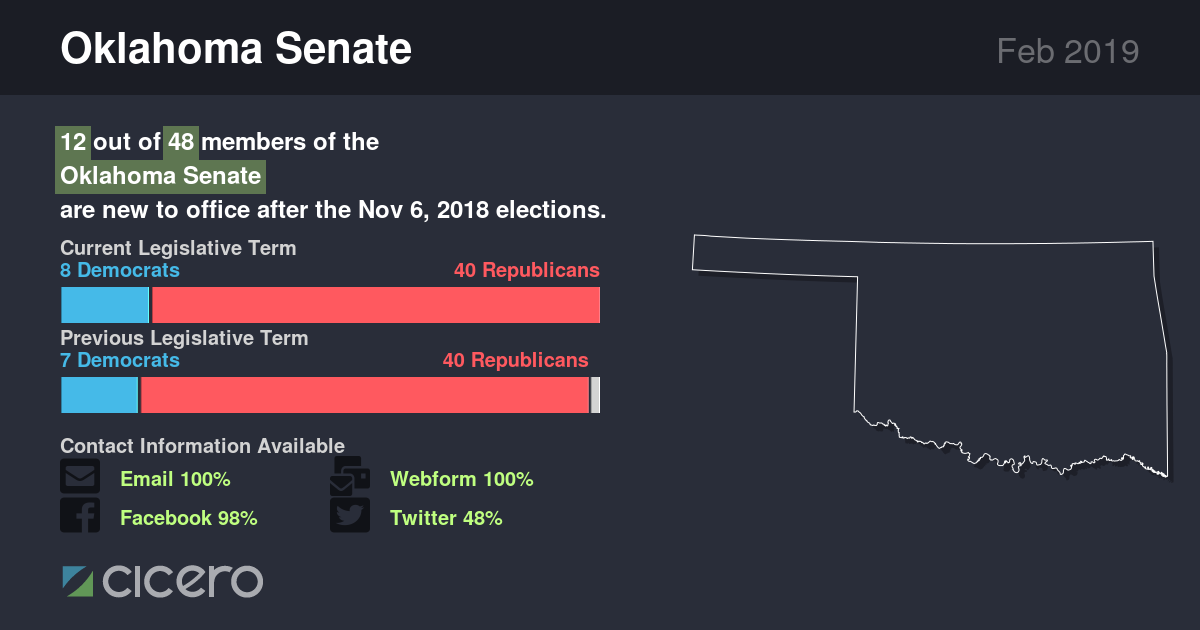 Oklahoma Senate
Feb 2019
12 out of 48 members of the
Oklahoma Senate
are new to office after the Nov 6, 2018 elections.
Current Legislative Term
8 Democrats 40 Republicans
Previous Legislative Term
7 Democrats 40 Republicans
Contact Information Available
Email 100% Webform 100%
Facebook 98% Twitter 48%
cicero